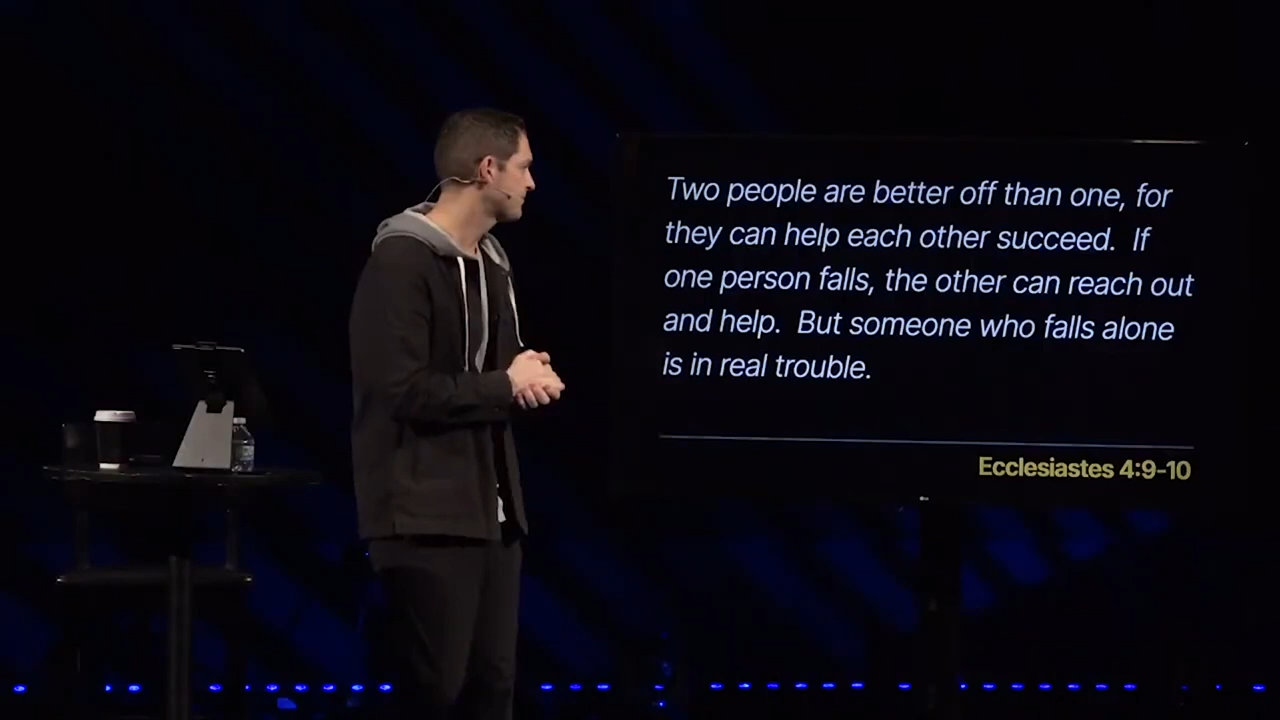 Two people are better off than one, for
they can help each other succeed.  If
one person falls, the other can reach out
and help.  But someone who falls alone
is in real trouble.
Ecclesiastes 4:9-10